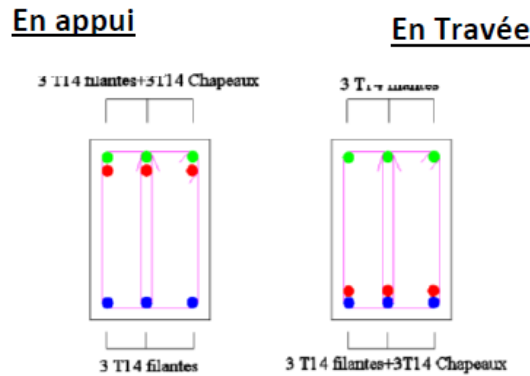 En appui
En Travée
3 T14 filantes+3T14 Chapeaux
3 T14 filantes
3 T14 filantes
3 T14 filantes+3T14 Chapeaux